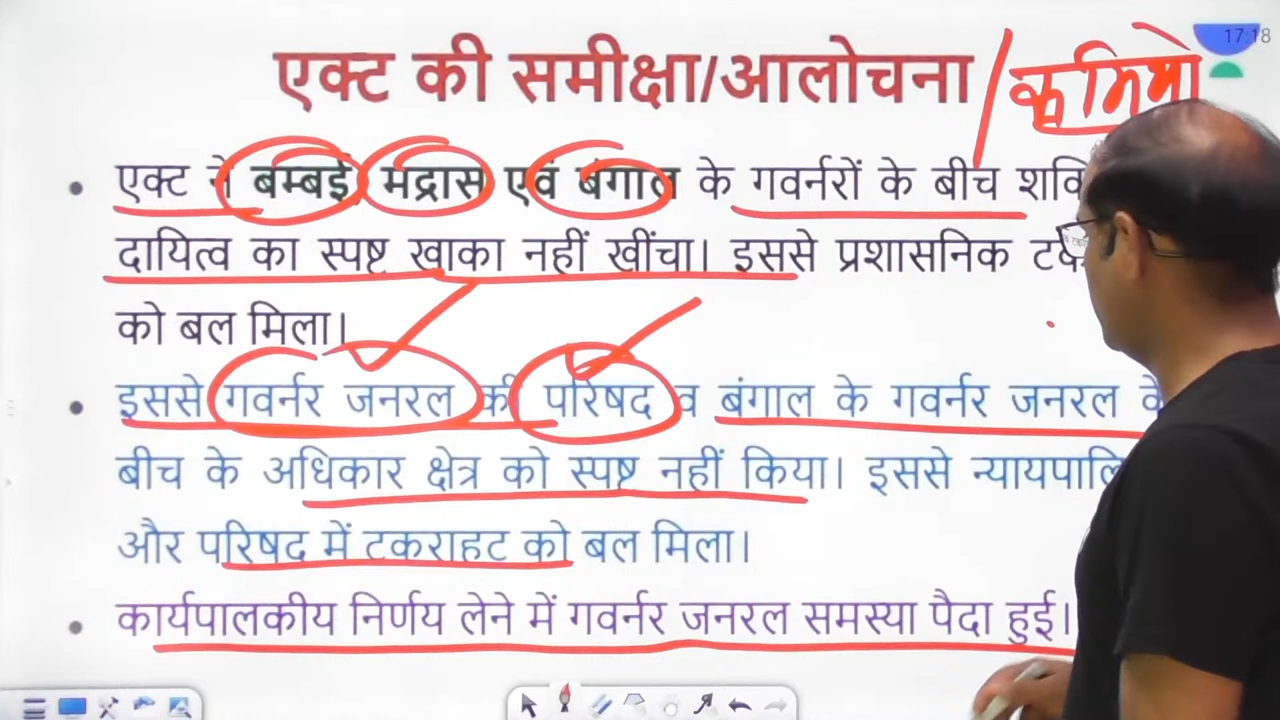 17:18
एक्ट की समीक्षा/आलोचना /कमियो
एक्ट ने बम्बई, मद्रास एवं बंगाल के गवर्नरों के बीच
दायित्व का स्पष्ट खाका नहीं खींचा। इससे प्रशासनिक
को बल मिला।
इससे गवर्नर जनरल की परिषद व बंगाल के गवर्नर जनरल के
बीच के अधिकार क्षेत्र को स्पष्ट नहीं किया। इससे
और परिषद में टकराहट को बल मिला।
कार्यपालकीय निर्णय लेने में गवर्नर जनरल समस्या पैदा हुई।